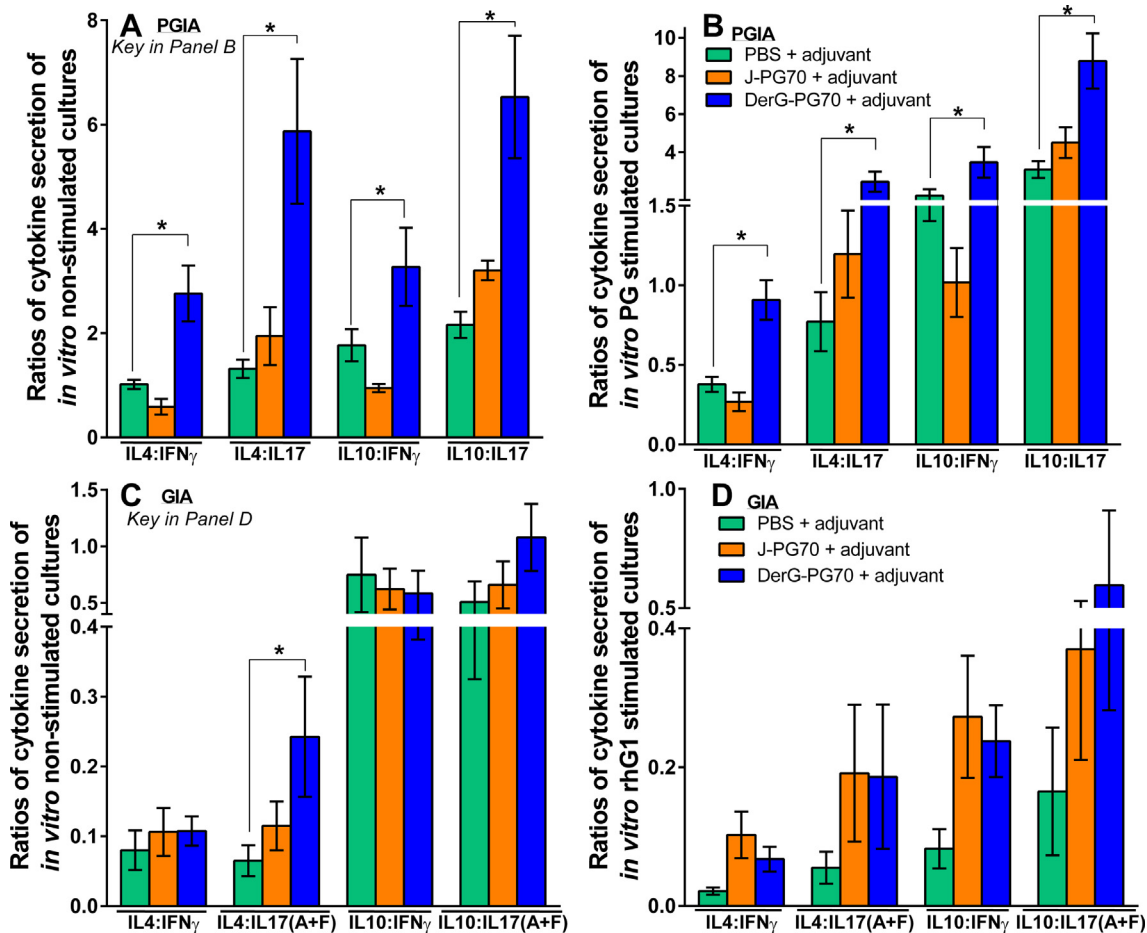 A
PGIA
Key in Panel B
Ratios of cytokine secretion of
in vitro non-stimulated cultures
8
6
4
2
0
*
*
*
*
IL4:IFNγ
IL4:IL17
IL10:IFNγ
IL10:IL17
B
PGIA
PBS + adjuvant
J-PG70 + adjuvant
DerG-PG70 + adjuvant
Ratios of cytokine secretion of
in vitro PG stimulated cultures
10
8
6
4
1.5
1.0
0.5
0.0
*
*
*
*
IL4:IFNγ
IL4:IL17
IL10:IFNγ
IL10:IL17
C
GIA
Key in Panel D
Ratios of cytokine secretion of
in vitro non-stimulated cultures
1.5
1.0
0.5
0.4
0.3
0.2
0.1
0.0
*
IL4:IFNγ
IL4:IL17(A+F)
IL10:IFNγ
IL10:IL17(A+F)
D
GIA
PBS + adjuvant
J-PG70 + adjuvant
DerG-PG70 + adjuvant
Ratios of cytokine secretion of
in vitro rhG1 stimulated cultures
1.0
0.5
0.4
0.2
0.0
IL4:IFNγ
IL4:IL17(A+F)
IL10:IFNγ
IL10:IL17(A+F)